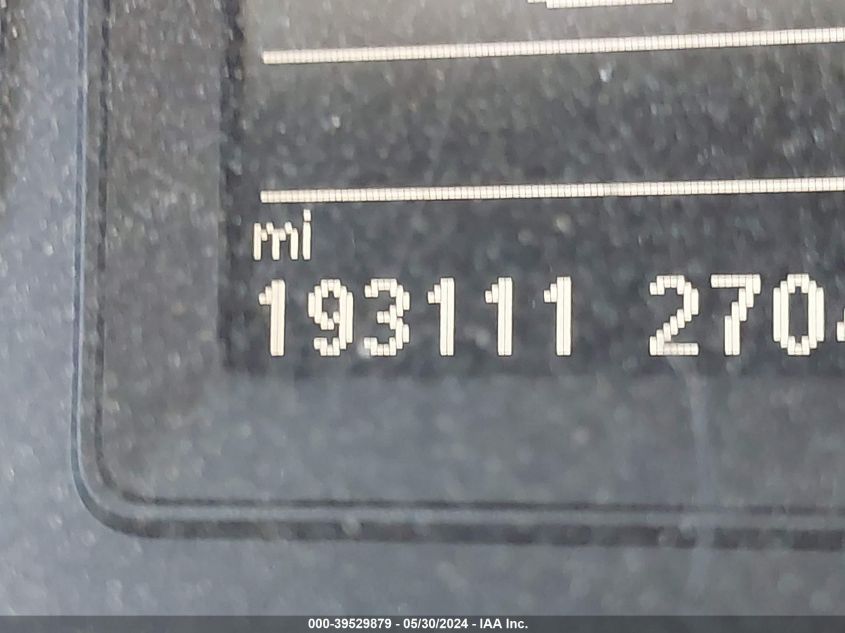 mi
193111 270
000-39529879 - 05/30/2024 - IAA Inc.